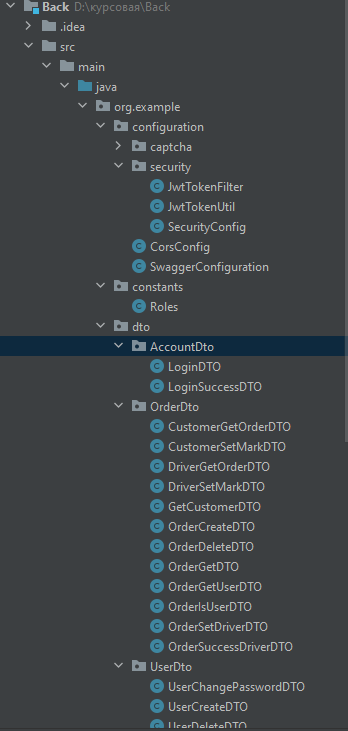 Back D:\курсовая\Back
.idea
src
main
java
org.example
configuration
captcha
security
JwtTokenFilter
JwtTokenUtil
SecurityConfig
CorsConfig
SwaggerConfiguration
constants
Roles
dto
AccountDto
LoginDTO
LoginSuccessDTO
OrderDto
CustomerGetOrderDTO
CustomerSetMarkDTO
DriverGetOrderDTO
DriverSetMarkDTO
GetCustomerDTO
OrderCreateDTO
OrderDeleteDTO
OrderGetDTO
OrderGetUserDTO
OrderIsUserDTO
OrderSetDriverDTO
OrderSuccessDriverDTO
UserDto
UserChangePasswordDTO
UserCreateDTO
UserDeleteDTO